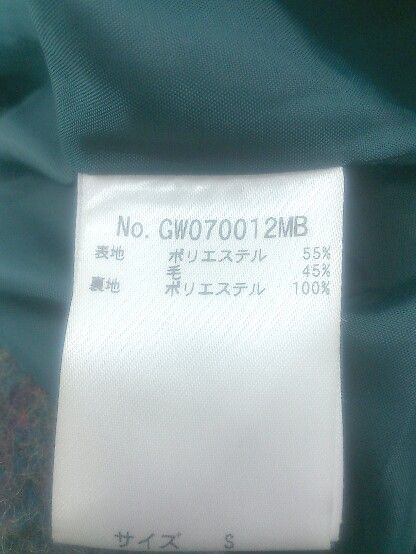 No. GW070012MB
表地 ポリエステル 55%
毛 45%
裏地 ポリエステル 100%
サイズ S